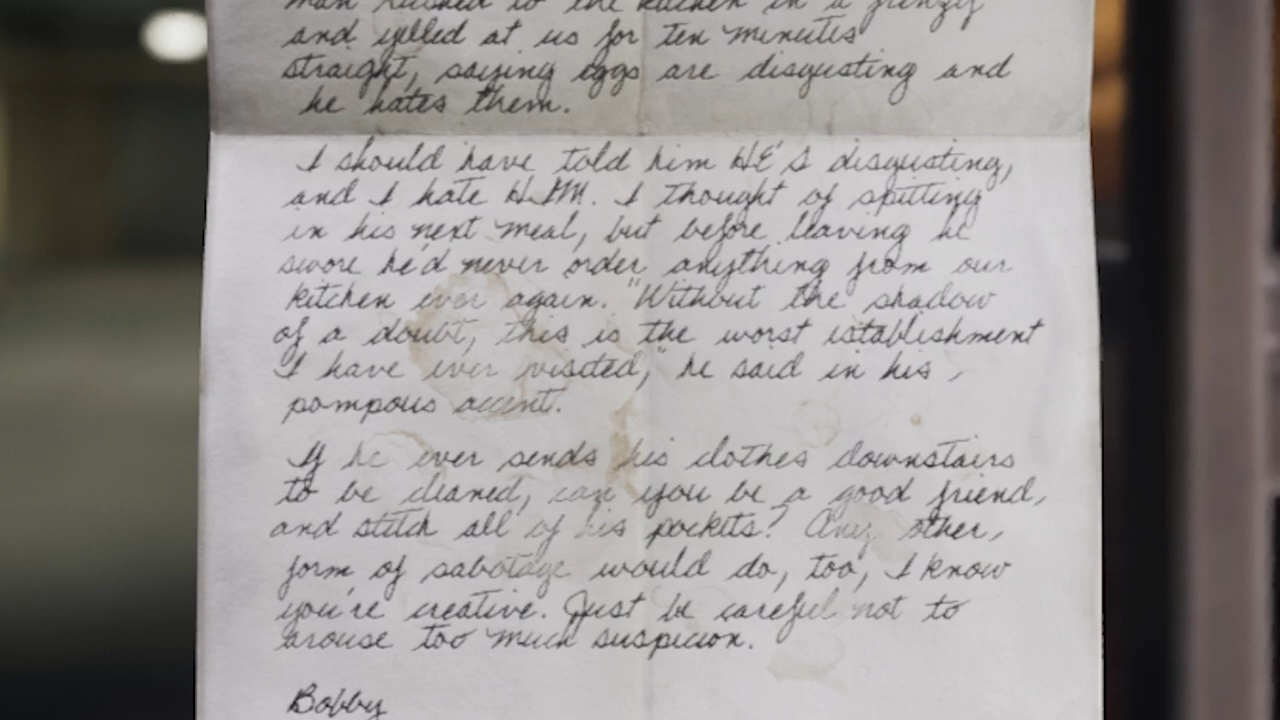 man rushed to the kitchen in a frenzy
and yelled at us for ten minutes
straight, saying eggs are disgusting and
he hates them.
I should have told him HE'S disgusting,
and I hate HIM. I thought of spitting
in his next meal, but before leaving he
swore he'd never order anything from our
kitchen ever again. "Without the shadow
of a doubt, this is the worst establishment
I have ever visited," he said in his
pompous accent.
If he ever sends his clothes downstairs
to be cleaned, can you be a good friend,
and stitch all of his pockets? Any other
form of sabotage would do, too, I know
you're creative. Just be careful not to
arouse too much suspicion.
Bobby